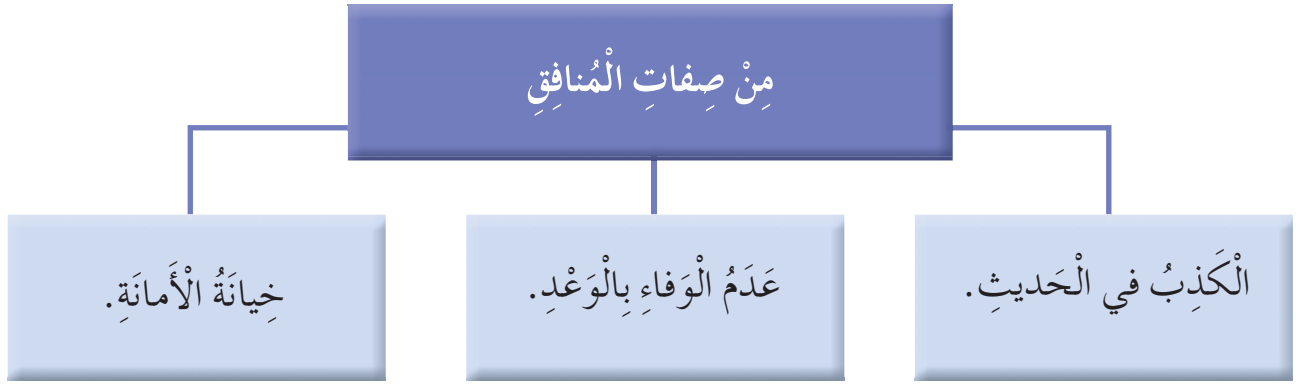 مِنْ صِفاتِ الْمُنافِقِ
الْكَذِبُ في الْحَديثِ.
عَدَمُ الْوَفاءِ بِالْوَعْدِ.
خِيانَةُ الْأَمانَةِ.